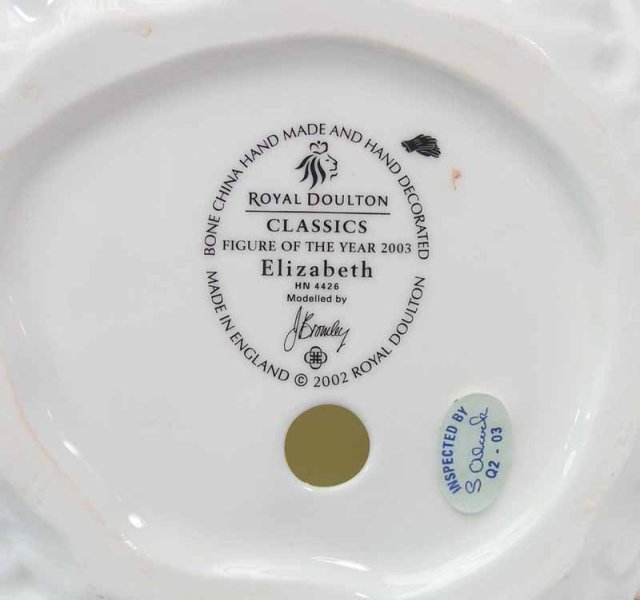 BONE CHINA HAND MADE AND HAND DECORATED
ROYAL DOULTON
CLASSICS
FIGURE OF THE YEAR 2003
Elizabeth
HN 4426
Modelled by
J Bromley
MADE IN ENGLAND © 2002 ROYAL DOULTON
INSPECTED BY
S
Q2 - 03